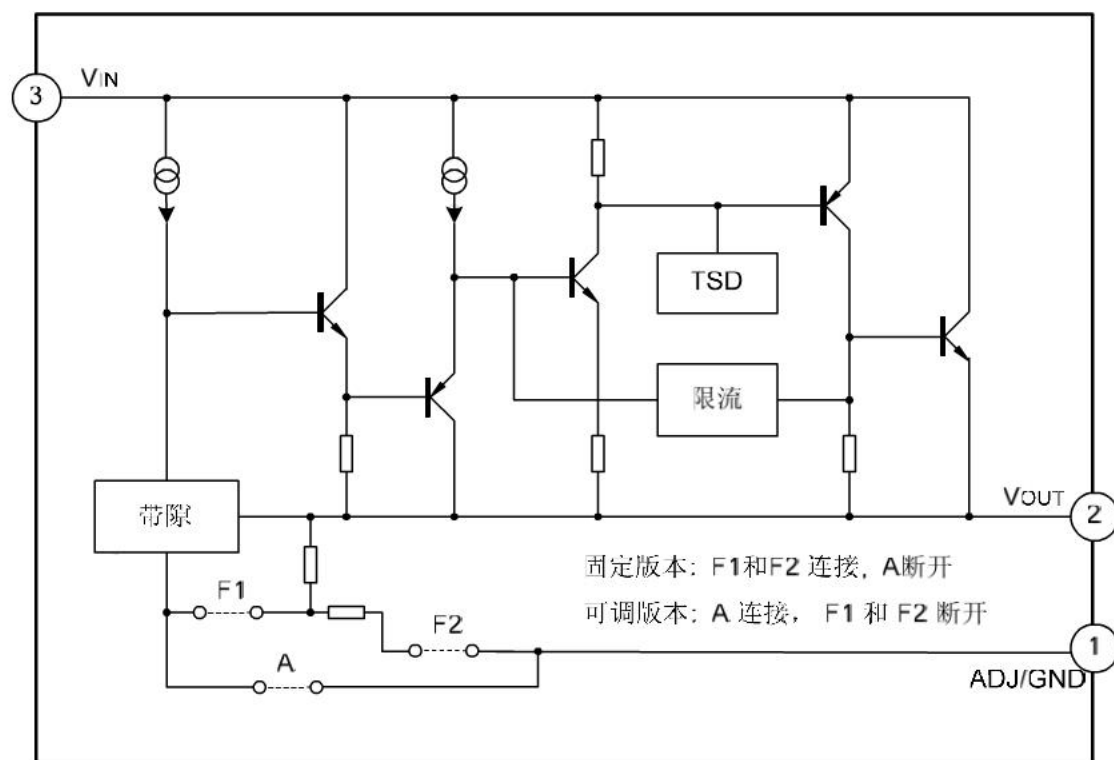 VIN
3
TSD
限流
带隙
VOUT
2
固定版本: F1和F2 连接, A断开
F1
可调版本: A 连接, F1 和 F2 断开
F2
1
A
ADJ/GND